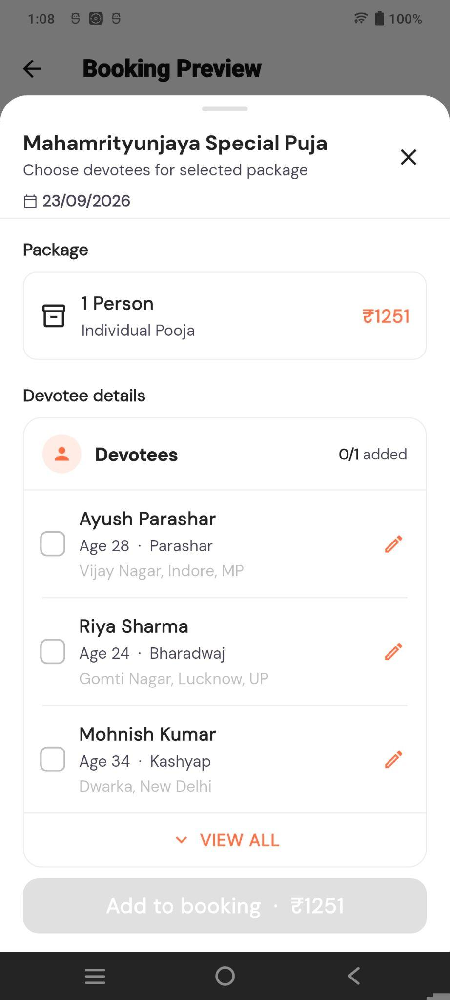 1:08
100%
Booking Preview
Mahamrityunjaya Special Puja
Choose devotees for selected package
23/09/2026
Package
1 Person
Individual Pooja
₹1251
Devotee details
Devotees
0/1 added
Ayush Parashar
Age 28 · Parashar
Vijay Nagar, Indore, MP
Riya Sharma
Age 24 · Bharadwaj
Gomti Nagar, Lucknow, UP
Mohnish Kumar
Age 34 · Kashyap
Dwarka, New Delhi
VIEW ALL
Add to booking · ₹1251